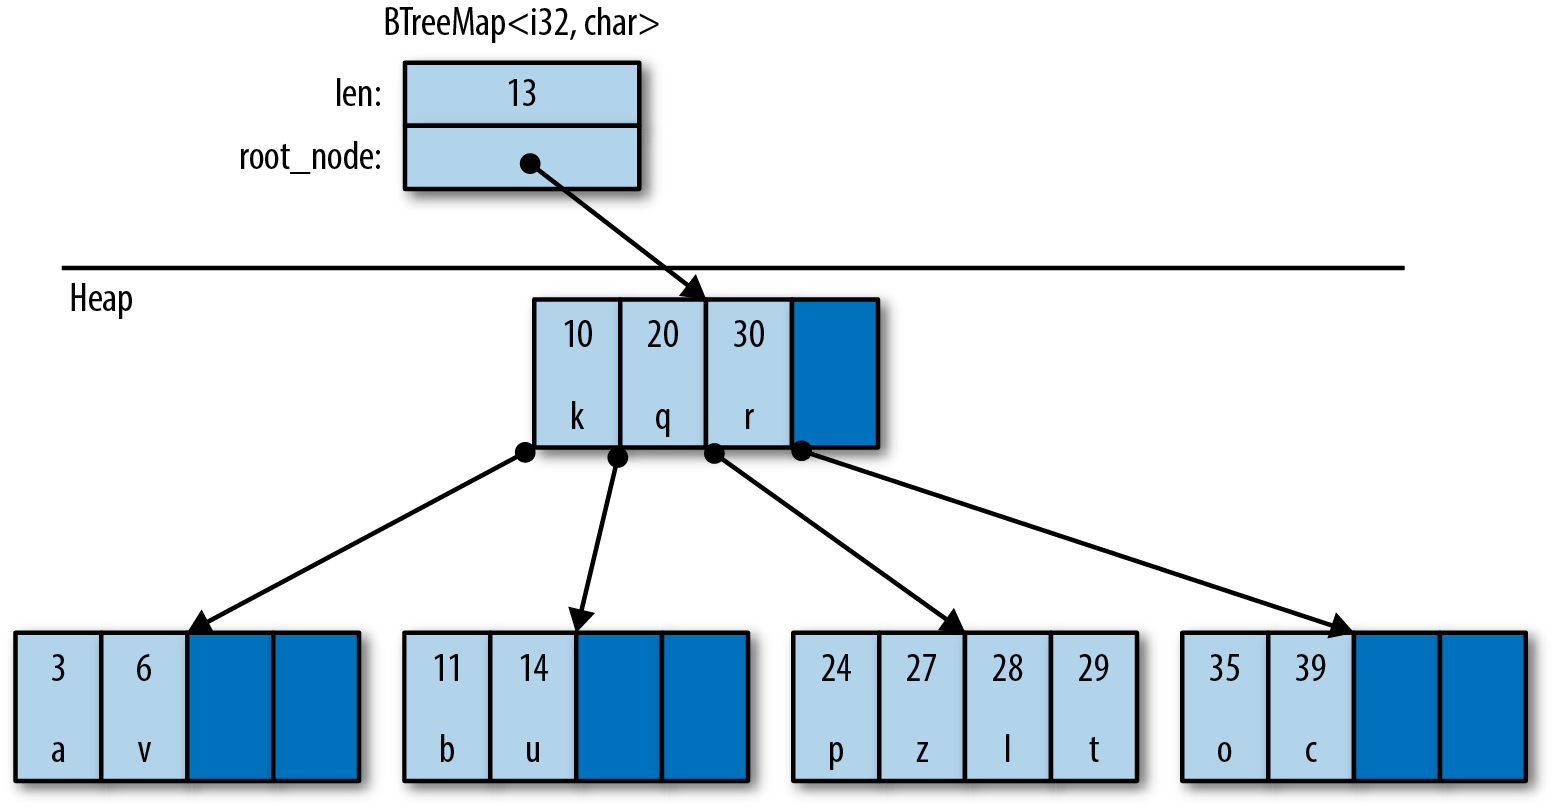 BTreeMap<i32, char>
len: 13
root_node:
Heap
10 20 30
k q r
3 6 11 14 24 27 28 29 35 39
a v b u p z l t o c